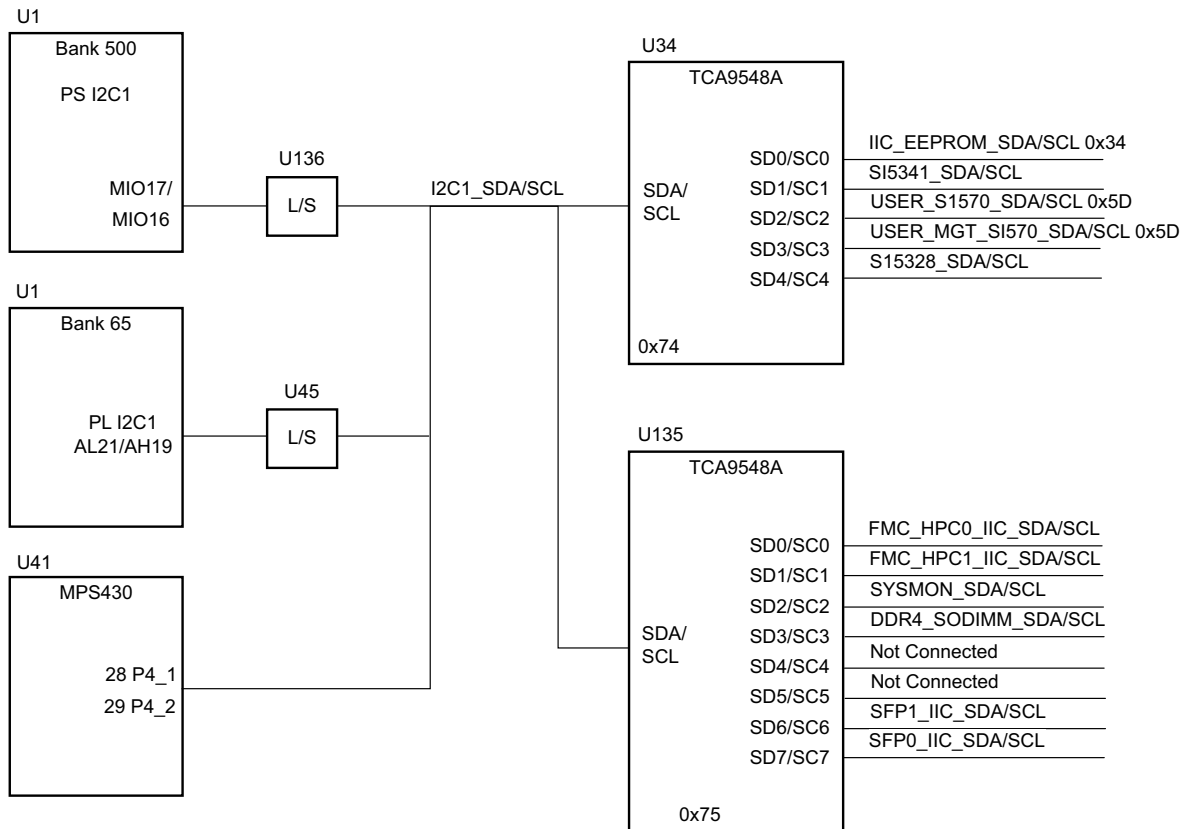 U1
Bank 500
PS I2C1
MIO17/
MIO16
U136
L/S
I2C1_SDA/SCL
U1
Bank 65
PL I2C1
AL21/AH19
U45
L/S
U41
MPS430
28 P4_1
29 P4_2
U34
TCA9548A
SDA/
SCL
SD0/SC0
IIC_EEPROM_SDA/SCL 0x34
SD1/SC1
SI5341_SDA/SCL
SD2/SC2
USER_S1570_SDA/SCL 0x5D
SD3/SC3
USER_MGT_SI570_SDA/SCL 0x5D
SD4/SC4
S15328_SDA/SCL
0x74
U135
TCA9548A
SDA/
SCL
SD0/SC0
FMC_HPC0_IIC_SDA/SCL
SD1/SC1
FMC_HPC1_IIC_SDA/SCL
SD2/SC2
SYSMON_SDA/SCL
SD3/SC3
DDR4_SODIMM_SDA/SCL
SD4/SC4
Not Connected
SD5/SC5
Not Connected
SD6/SC6
SFP1_IIC_SDA/SCL
SD7/SC7
SFP0_IIC_SDA/SCL
0x75